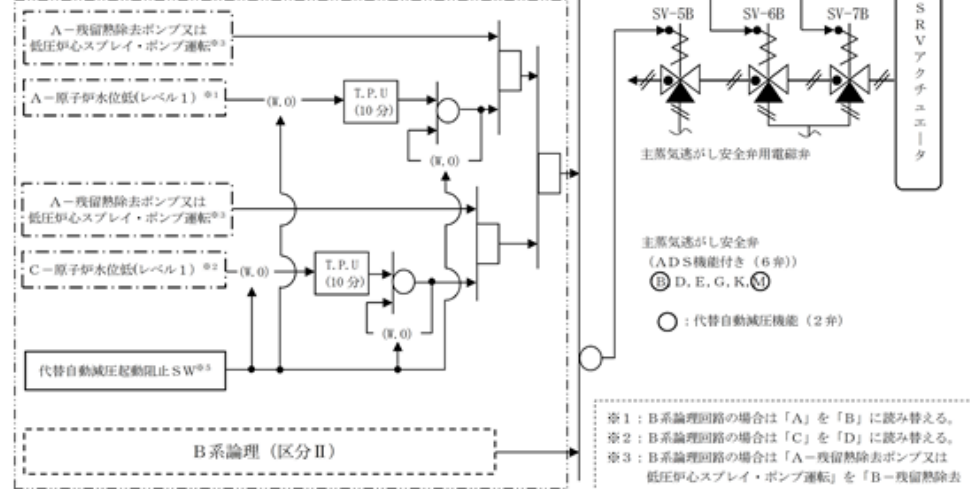 A－残留熱除去ポンプ又は
低圧炉心スプレイ・ポンプ運転※3
A－原子炉水位低(レベル1) ※1
(W.O)
T.P.U
(10分)
(W.O)
A－残留熱除去ポンプ又は
低圧炉心スプレイ・ポンプ運転※3
C－原子炉水位低(レベル1) ※2
(W.O)
T.P.U
(10分)
(W.O)
代替自動減圧起動阻止SW※5
B系論理（区分Ⅱ）
SV-5B
SV-6B
SV-7B
SRVアクチュエータ
主蒸気逃がし安全弁用電磁弁
主蒸気逃がし安全弁
（ADS機能付き（6弁））
B, D, E, G, K, M
○：代替自動減圧機能（2弁）
※1：B系論理回路の場合は「A」を「B」に読み替える。
※2：B系論理回路の場合は「C」を「D」に読み替える。
※3：B系論理回路の場合は「A－残留熱除去ポンプ又は
低圧炉心スプレイ・ポンプ運転」を「B－残留熱除去